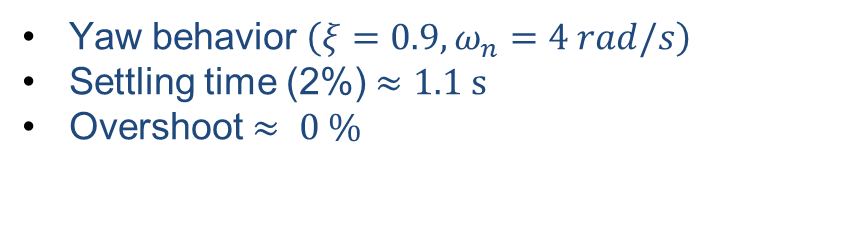 • Yaw behavior (ξ = 0.9, ωₙ = 4 rad/s)
• Settling time (2%) ≈ 1.1 s
• Overshoot ≈ 0 %